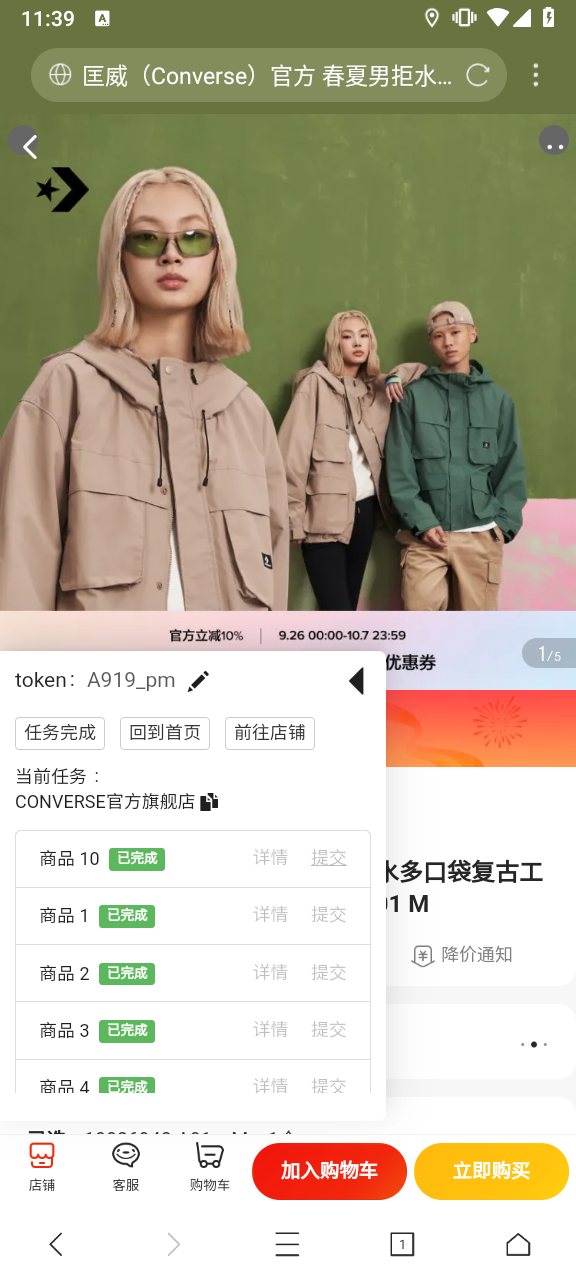 11:39
A
匡威（Converse）官方 春夏男拒水...
官方立减10% 9.26 00:00-10.7 23:59
优惠券
1/5
token： A919_pm
任务完成 回到首页 前往店铺
当前任务：
CONVERSE官方旗舰店
商品 10 已完成 详情 提交
水多口袋复古工
商品 1 已完成 详情 提交
01 M
降价通知
商品 2 已完成 详情 提交
商品 3 已完成 详情 提交
商品 4 已完成 详情 提交
店铺 客服 购物车 加入购物车 立即购买
1